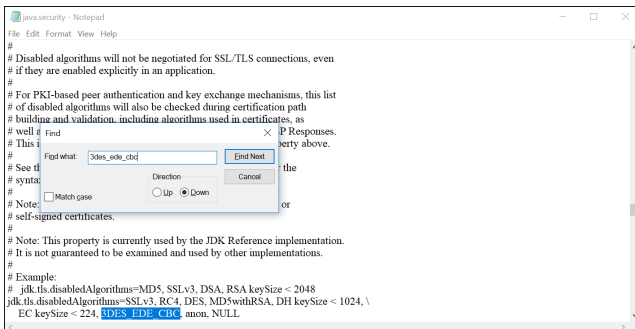 java.security - Notepad
File Edit Format View Help
#
# Disabled algorithms will not be negotiated for SSL/TLS connections, even
# if they are enabled explicitly in an application.
#
# For PKI-based peer authentication and key exchange mechanisms, this list
# of disabled algorithms will also be checked during certification path
# building and validation, including algorithms used in certificates, as
# well a
P Responses.
# This i
perty above.
#
# See th
r the
# synta
#
# Note:
or
# self-signed certificates.
#
# Note: This property is currently used by the JDK Reference implementation.
# It is not guaranteed to be examined and used by other implementations.
#
# Example:
#   jdk.tls.disabledAlgorithms=MD5, SSLv3, DSA, RSA keySize < 2048
jdk.tls.disabledAlgorithms=SSLv3, RC4, DES, MD5withRSA, DH keySize < 1024, \
EC keySize < 224, 3DES_EDE_CBC, anon, NULL
Find
Find what: 3des_ede_cbc Find Next
Direction Cancel
Up Down
Match case